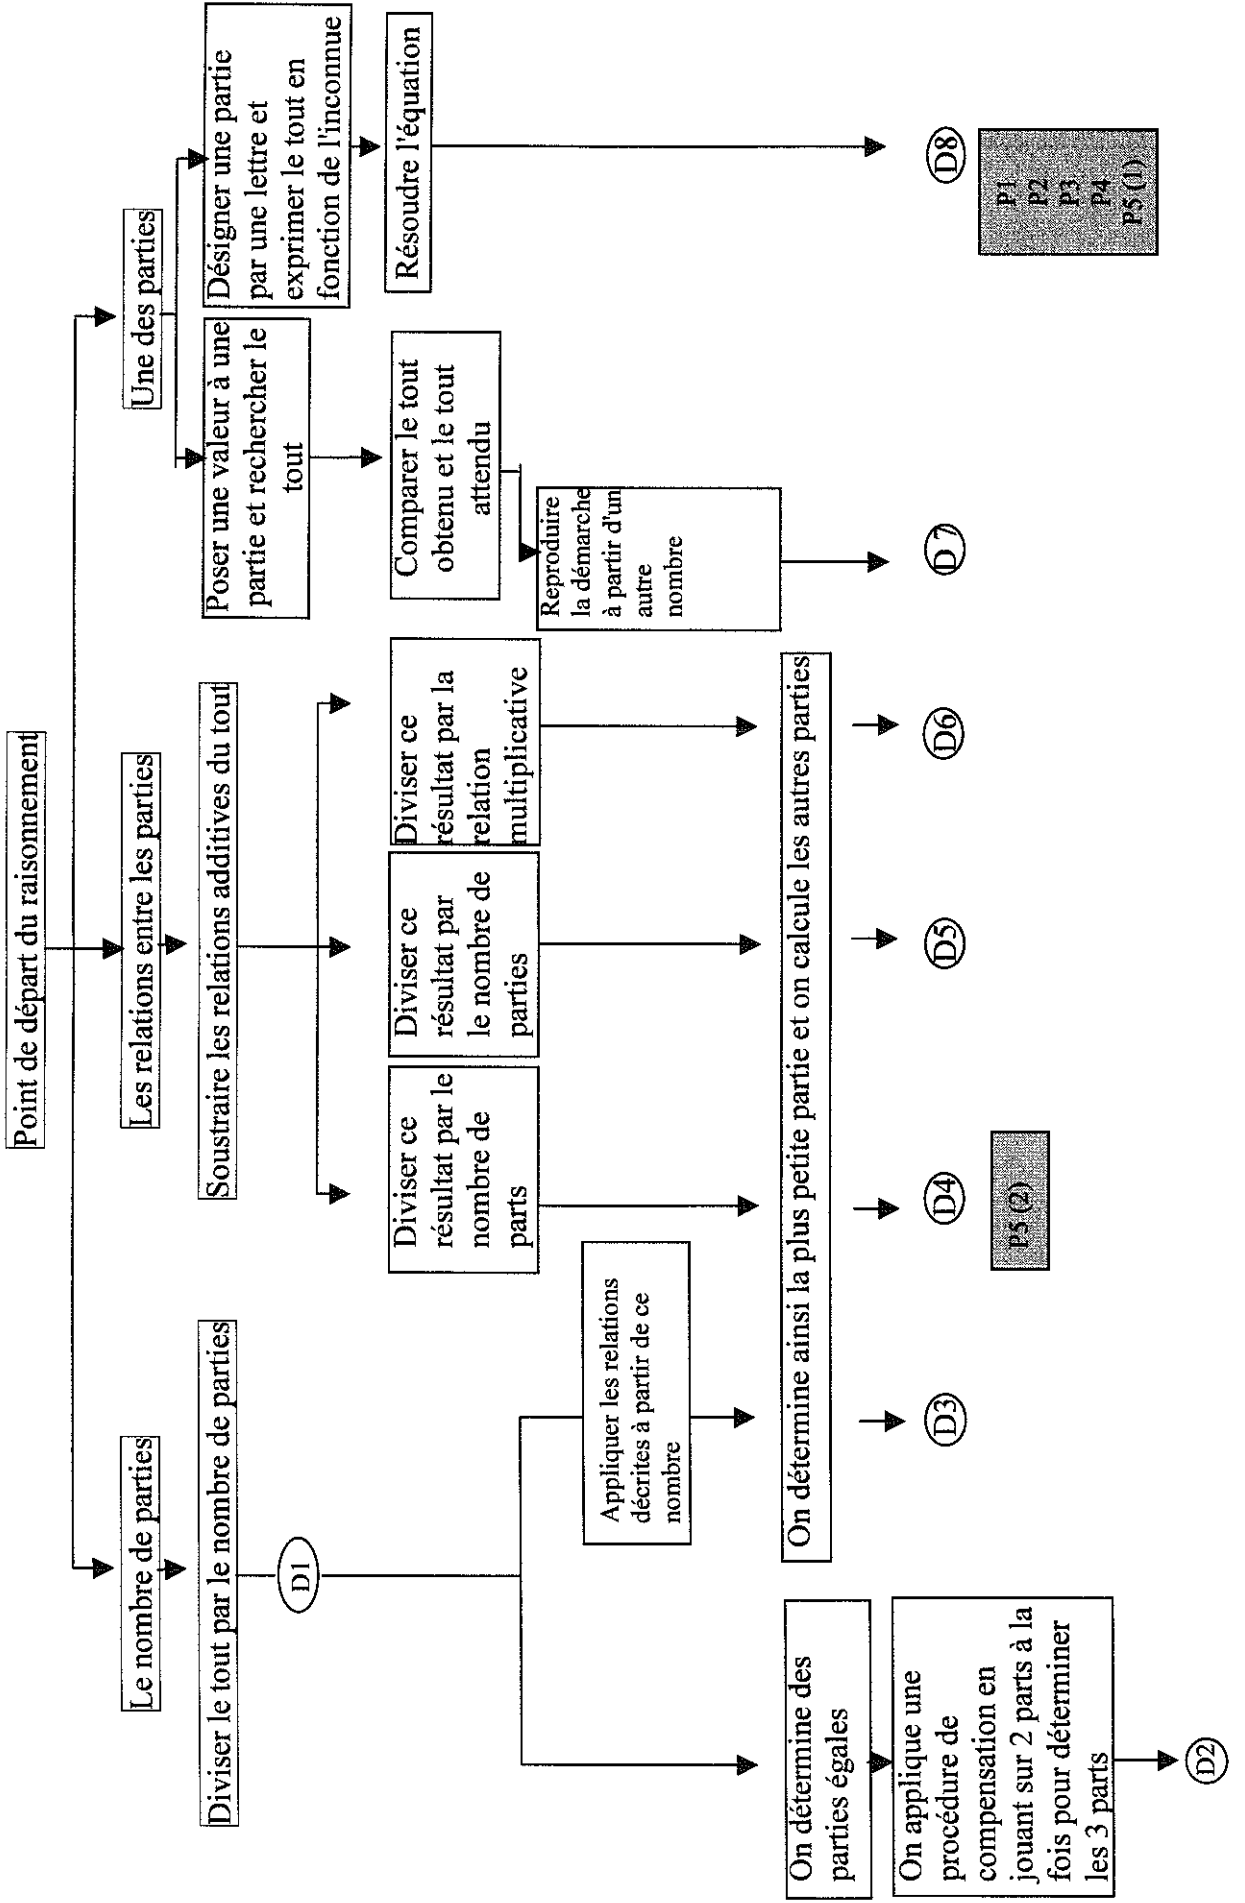 Point de départ du raisonnement
Le nombre de parties
Les relations entre les parties
Une des parties
Diviser le tout par le nombre de parties
Soustraire les relations additives du tout
Poser une valeur à une
partie et rechercher le
tout
Désigner une partie
par une lettre et
exprimer le tout en
fonction de l'inconnue
D1
Diviser ce
résultat par le
nombre de
parts
Diviser ce
résultat par
le nombre de
parties
Diviser ce
résultat par la
relation
multiplicative
Comparer le tout
obtenu et le tout
attendu
Résoudre l'équation
Appliquer les relations
décrites à partir de ce
nombre
Reproduire
la démarche
à partir d'un
autre
nombre
On détermine des
parties égales
On détermine ainsi la plus petite partie et on calcule les autres parties
On applique une
procédure de
compensation en
jouant sur 2 parts à la
fois pour déterminer
les 3 parts
D2
D3
D4
D5
D6
D 7
D8
P5 (2)
P1
P2
P3
P4
P5 (1)